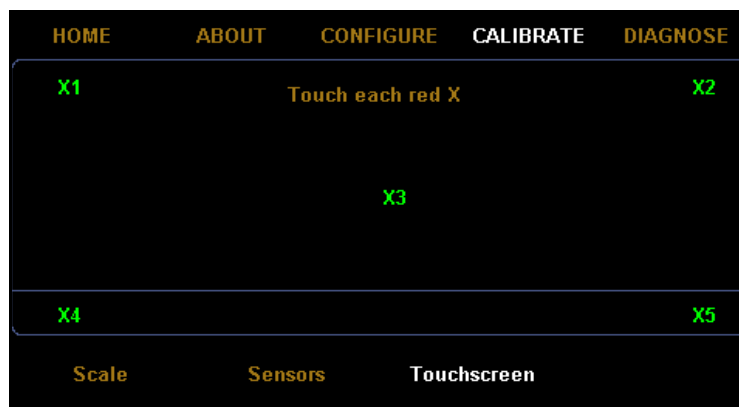 HOME ABOUT CONFIGURE CALIBRATE DIAGNOSE
X1 Touch each red X X2
X3
X4 X5
Scale Sensors Touchscreen